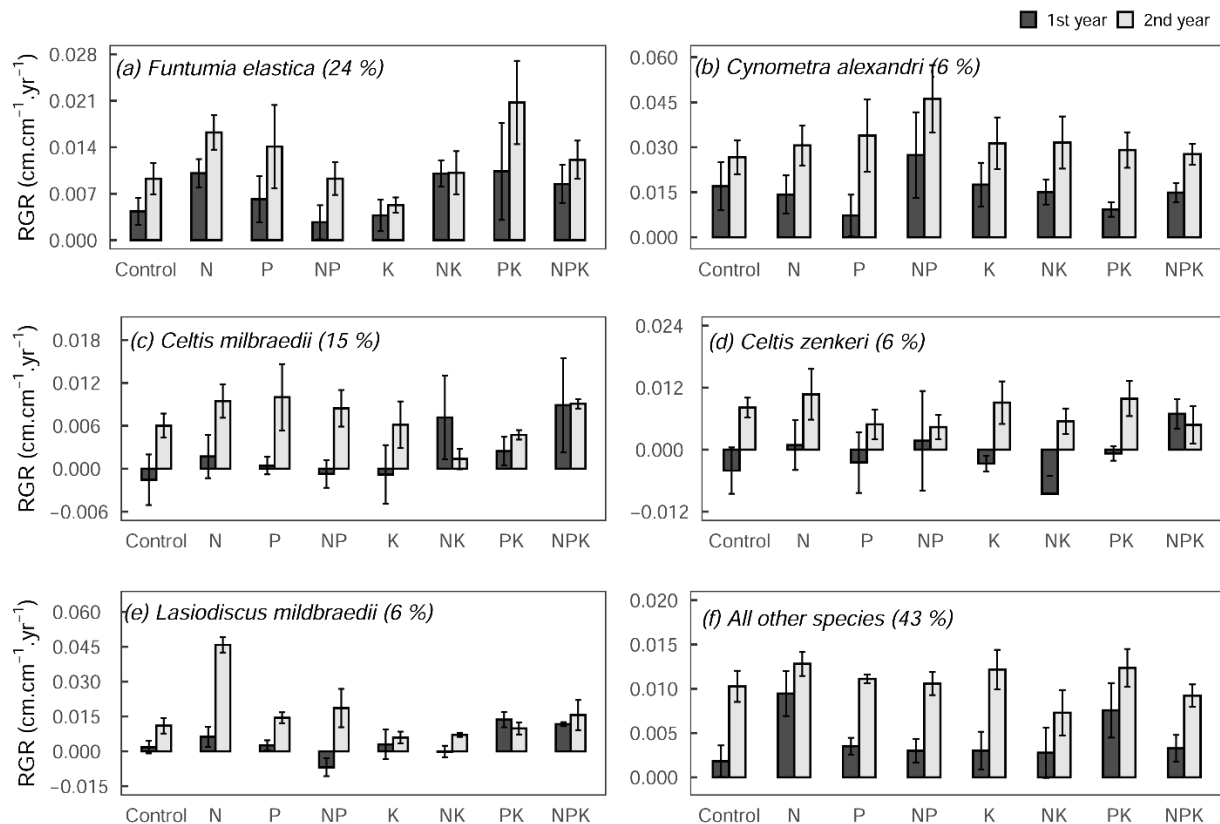 1st year 2nd year
(a) Funtumia elastica (24 %)
RGR (cm.cm⁻¹.yr⁻¹)
0.028
0.021
0.014
0.007
0.000
Control N P NP K NK PK NPK
(b) Cynometra alexandri (6 %)
0.060
0.045
0.030
0.015
0.000
Control N P NP K NK PK NPK
(c) Celtis milbraedii (15 %)
RGR (cm.cm⁻¹.yr⁻¹)
0.018
0.012
0.006
0.000
−0.006
Control N P NP K NK PK NPK
(d) Celtis zenkeri (6 %)
0.024
0.012
0.000
−0.012
Control N P NP K NK PK NPK
(e) Lasiodiscus mildbraedii (6 %)
RGR (cm.cm⁻¹.yr⁻¹)
0.060
0.045
0.030
0.015
0.000
−0.015
Control N P NP K NK PK NPK
(f) All other species (43 %)
0.020
0.015
0.010
0.005
0.000
Control N P NP K NK PK NPK